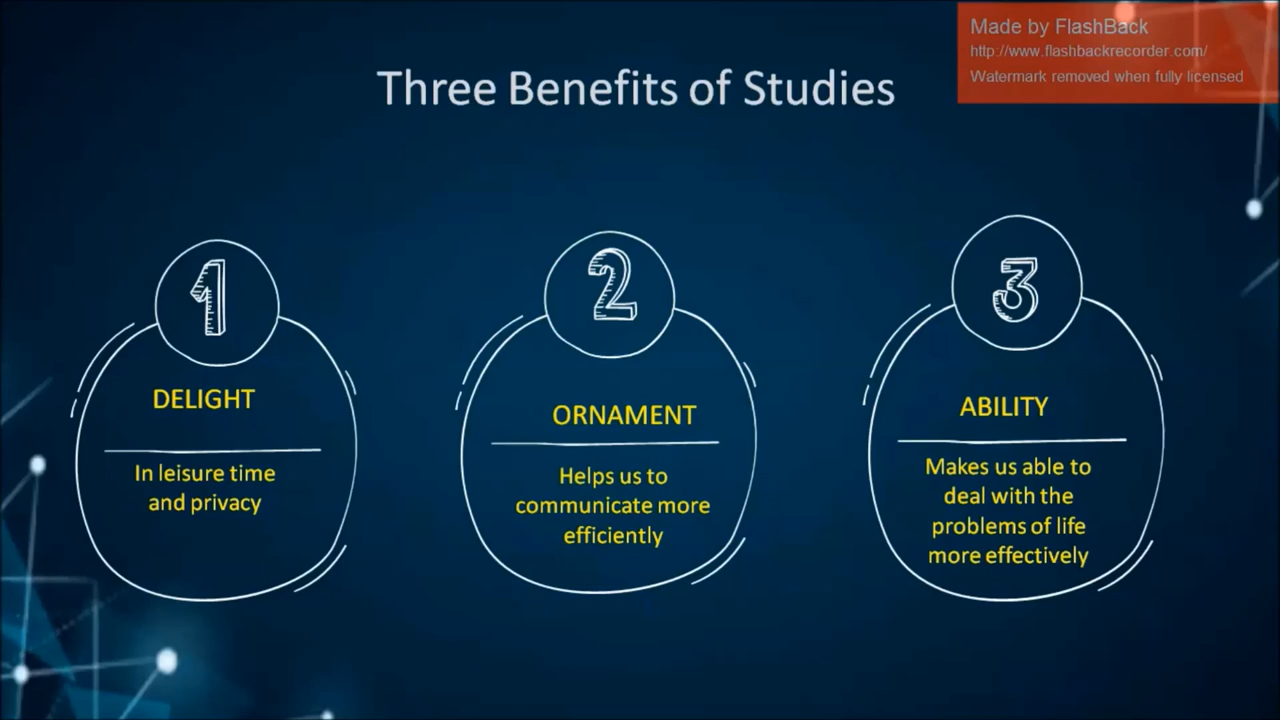 Made by FlashBack
http://www.flashbackrecorder.com/
Watermark removed when fully licensed
Three Benefits of Studies
1
DELIGHT
In leisure time
and privacy
2
ORNAMENT
Helps us to
communicate more
efficiently
3
ABILITY
Makes us able to
deal with the
problems of life
more effectively